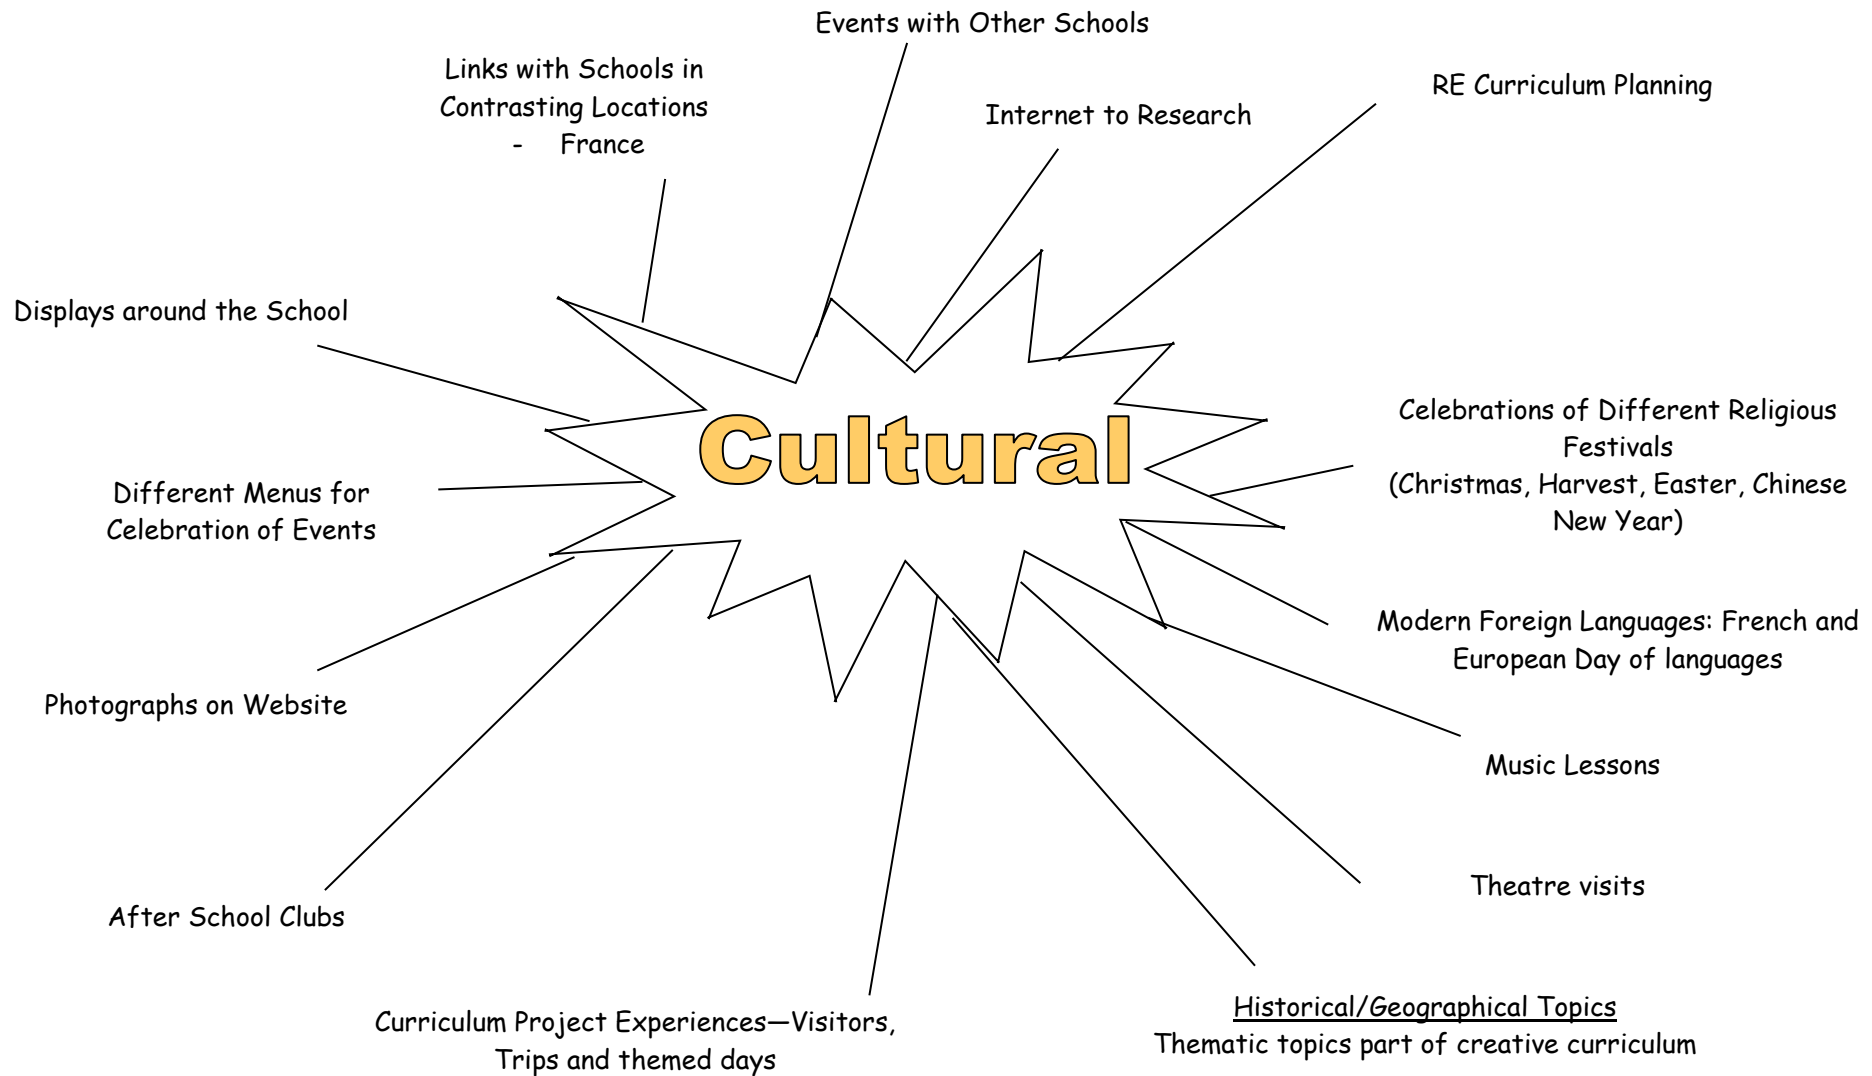 Events with Other Schools
Links with Schools in
Contrasting Locations
- France
Internet to Research
RE Curriculum Planning
Displays around the School
Cultural
Celebrations of Different Religious
Festivals
(Christmas, Harvest, Easter, Chinese
New Year)
Different Menus for
Celebration of Events
Modern Foreign Languages: French and
European Day of languages
Photographs on Website
Music Lessons
Theatre visits
After School Clubs
Curriculum Project Experiences—Visitors,
Trips and themed days
Historical/Geographical Topics
Thematic topics part of creative curriculum